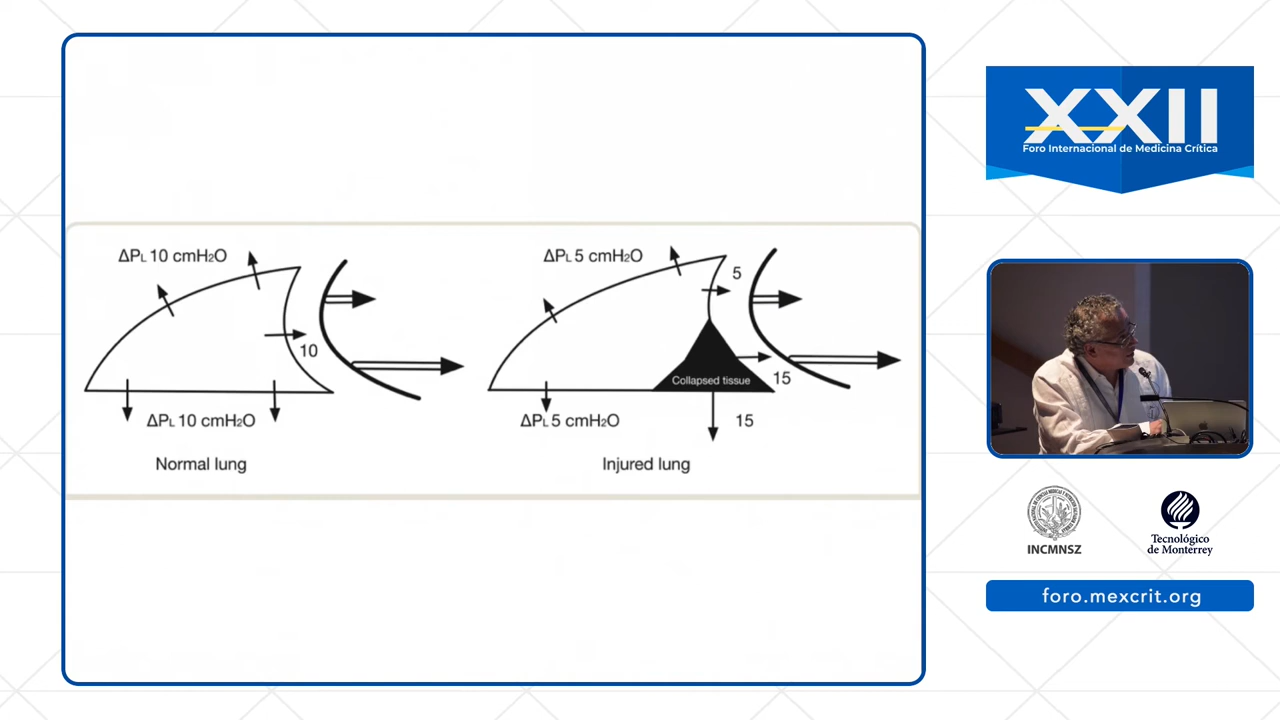 ΔPL 10 cmH2O
10
ΔPL 10 cmH2O
Normal lung
ΔPL 5 cmH2O
5
Collapsed tissue
15
ΔPL 5 cmH2O
15
Injured lung
XXII
Foro Internacional de Medicina Crítica
INCMNSZ
Tecnológico
de Monterrey
foro.mexcrit.org